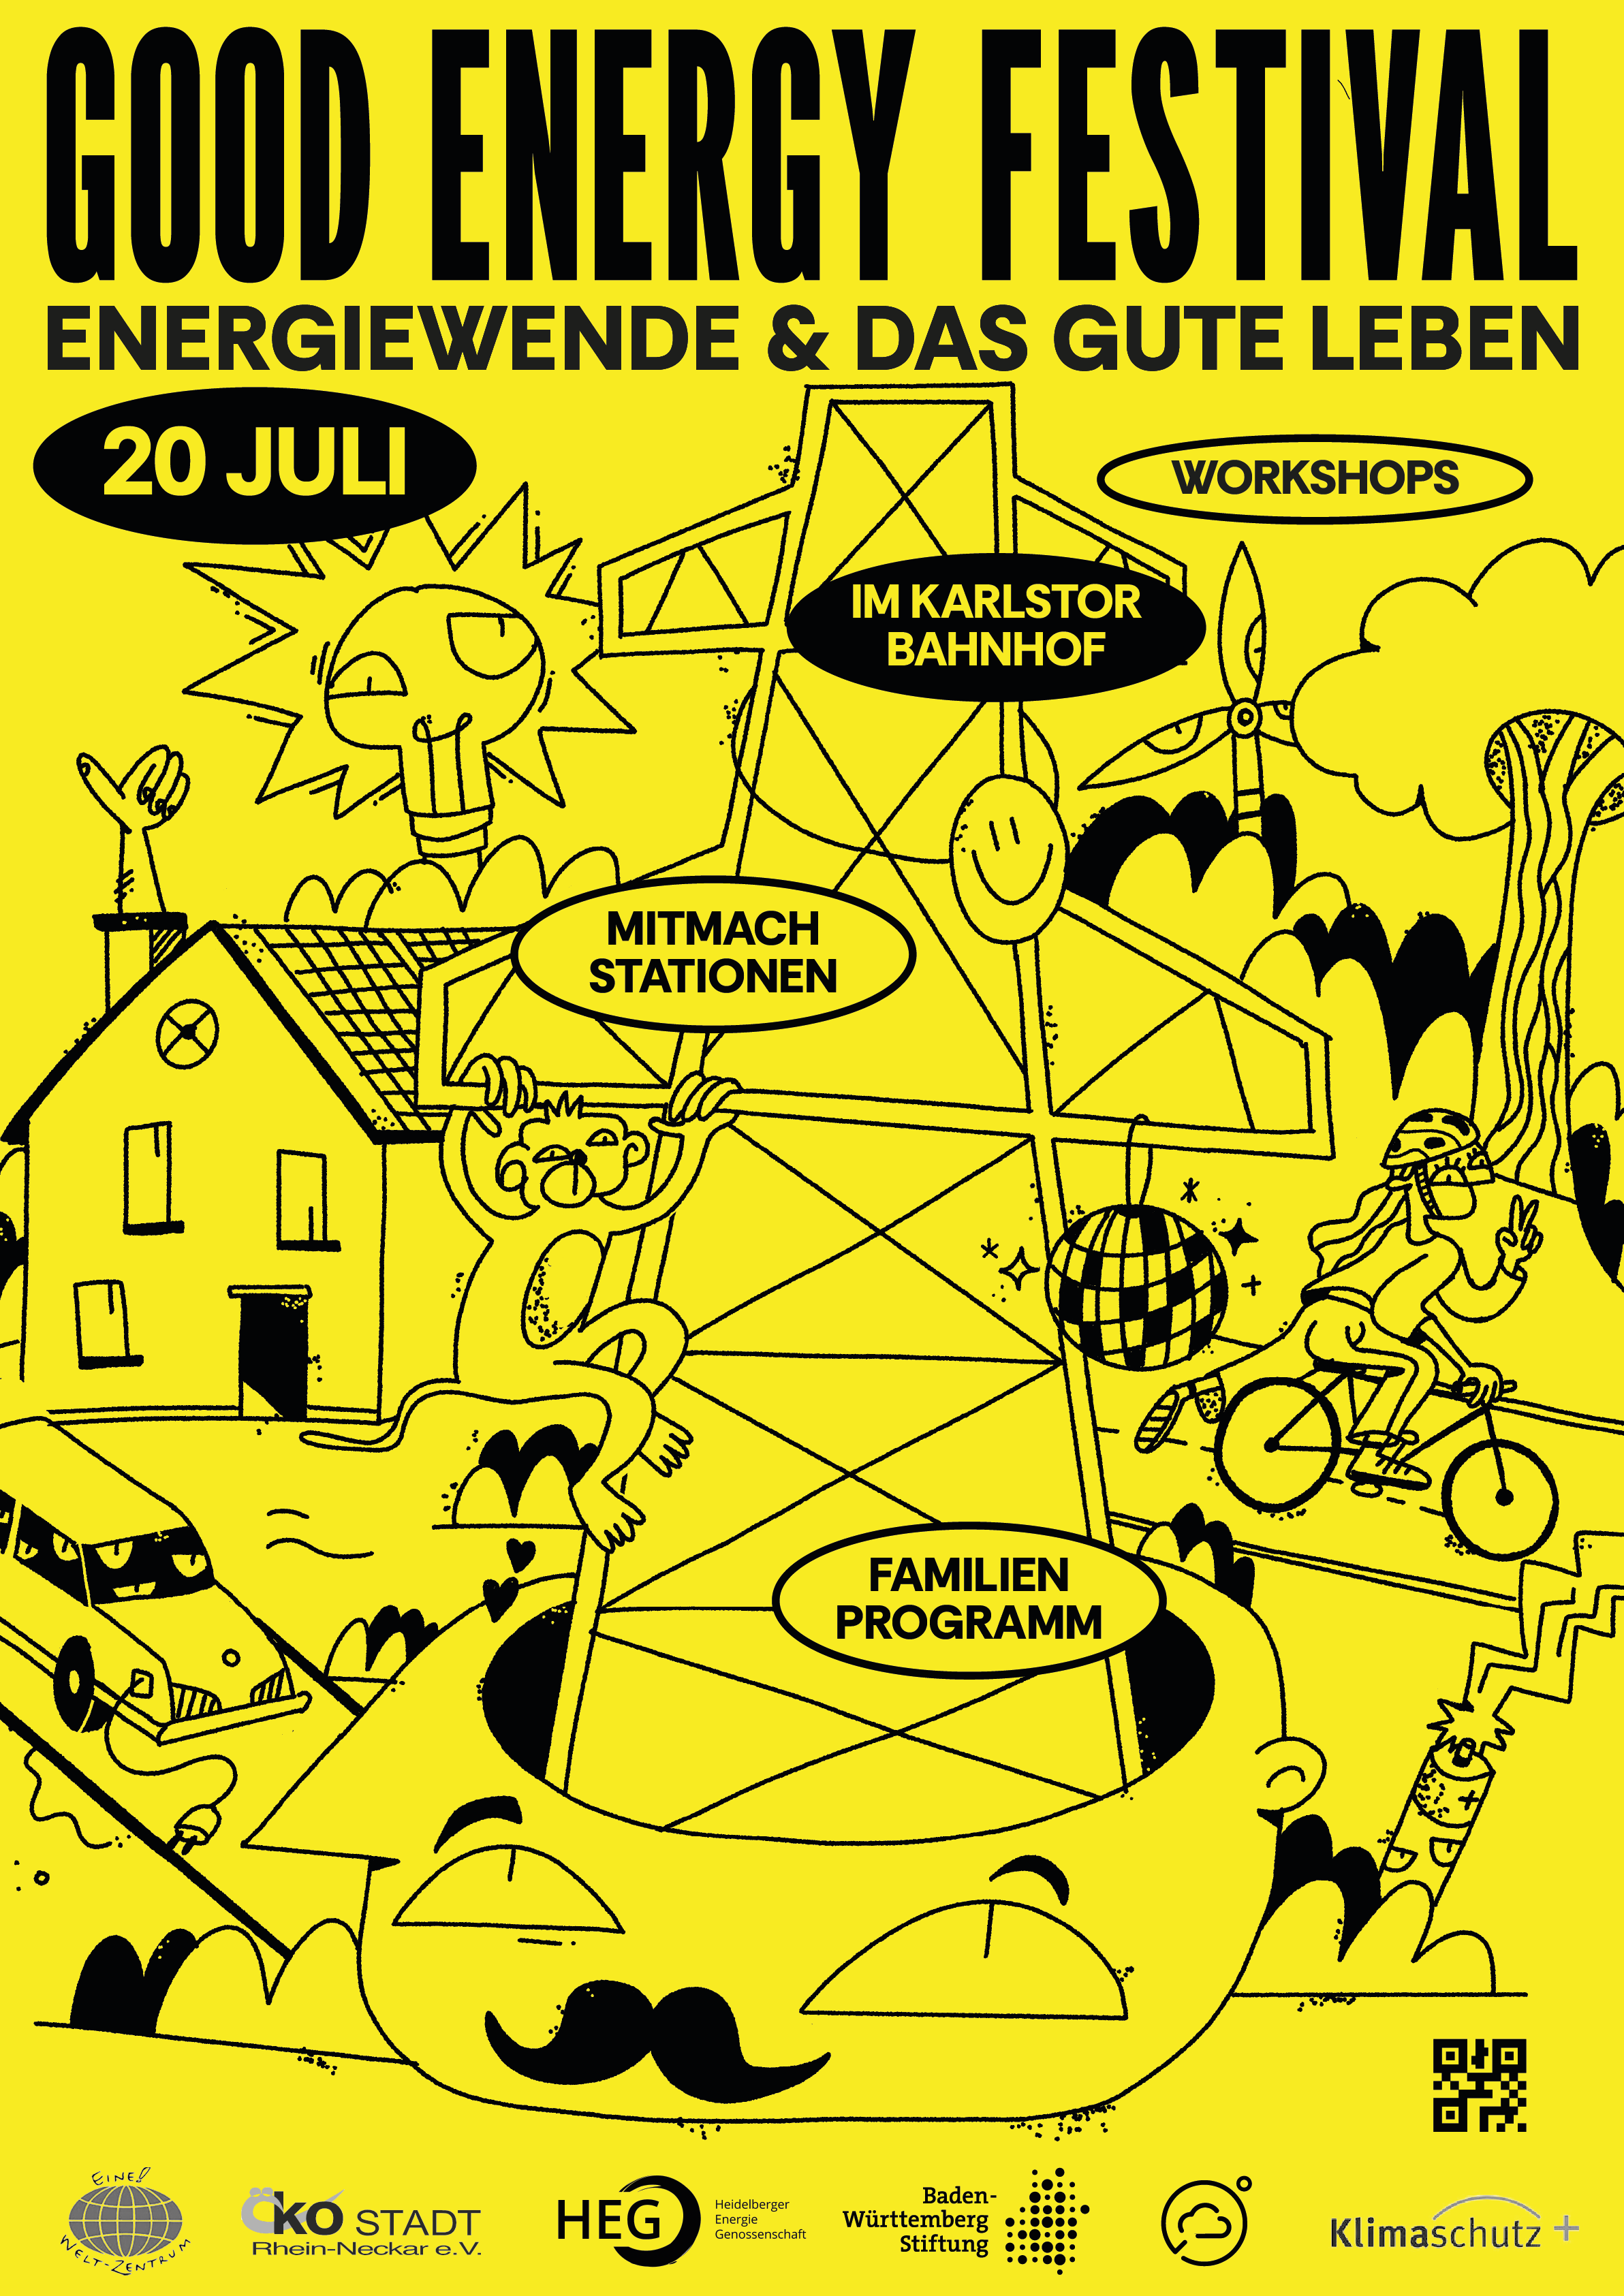 GOOD ENERGY FESTIVAL
ENERGIEWENDE & DAS GUTE LEBEN
20 JULI
WORKSHOPS
IM KARLSTOR
BAHNHOF
MITMACH
STATIONEN
FAMILIEN
PROGRAMM
EINE!
WELT-ZENTRUM
ÖkO STADT
Rhein-Neckar e.V.
HEG
Heidelberger
Energie
Genossenschaft
Baden-
Württemberg
Stiftung
Klimaschutz +